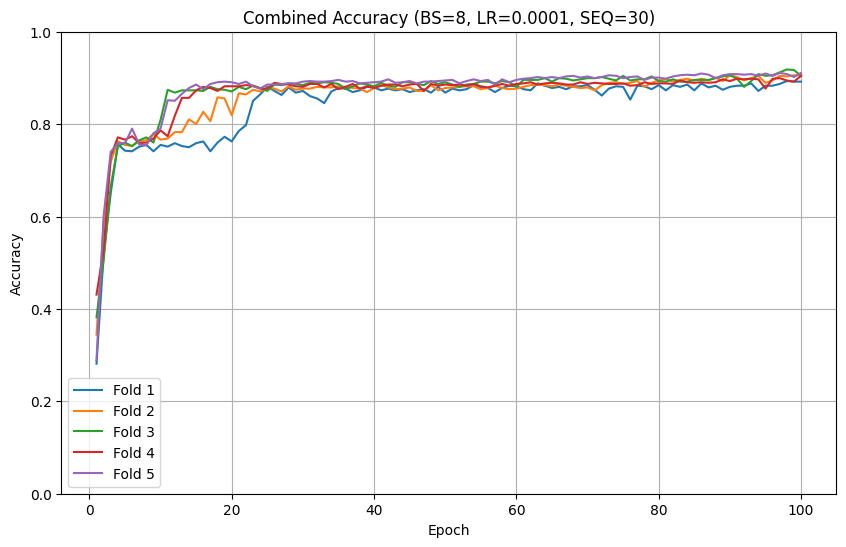 Combined Accuracy (BS=8, LR=0.0001, SEQ=30)
Accuracy
1.0
0.8
0.6
0.4
0.2
0.0
Fold 1
Fold 2
Fold 3
Fold 4
Fold 5
0 20 40 60 80 100
Epoch